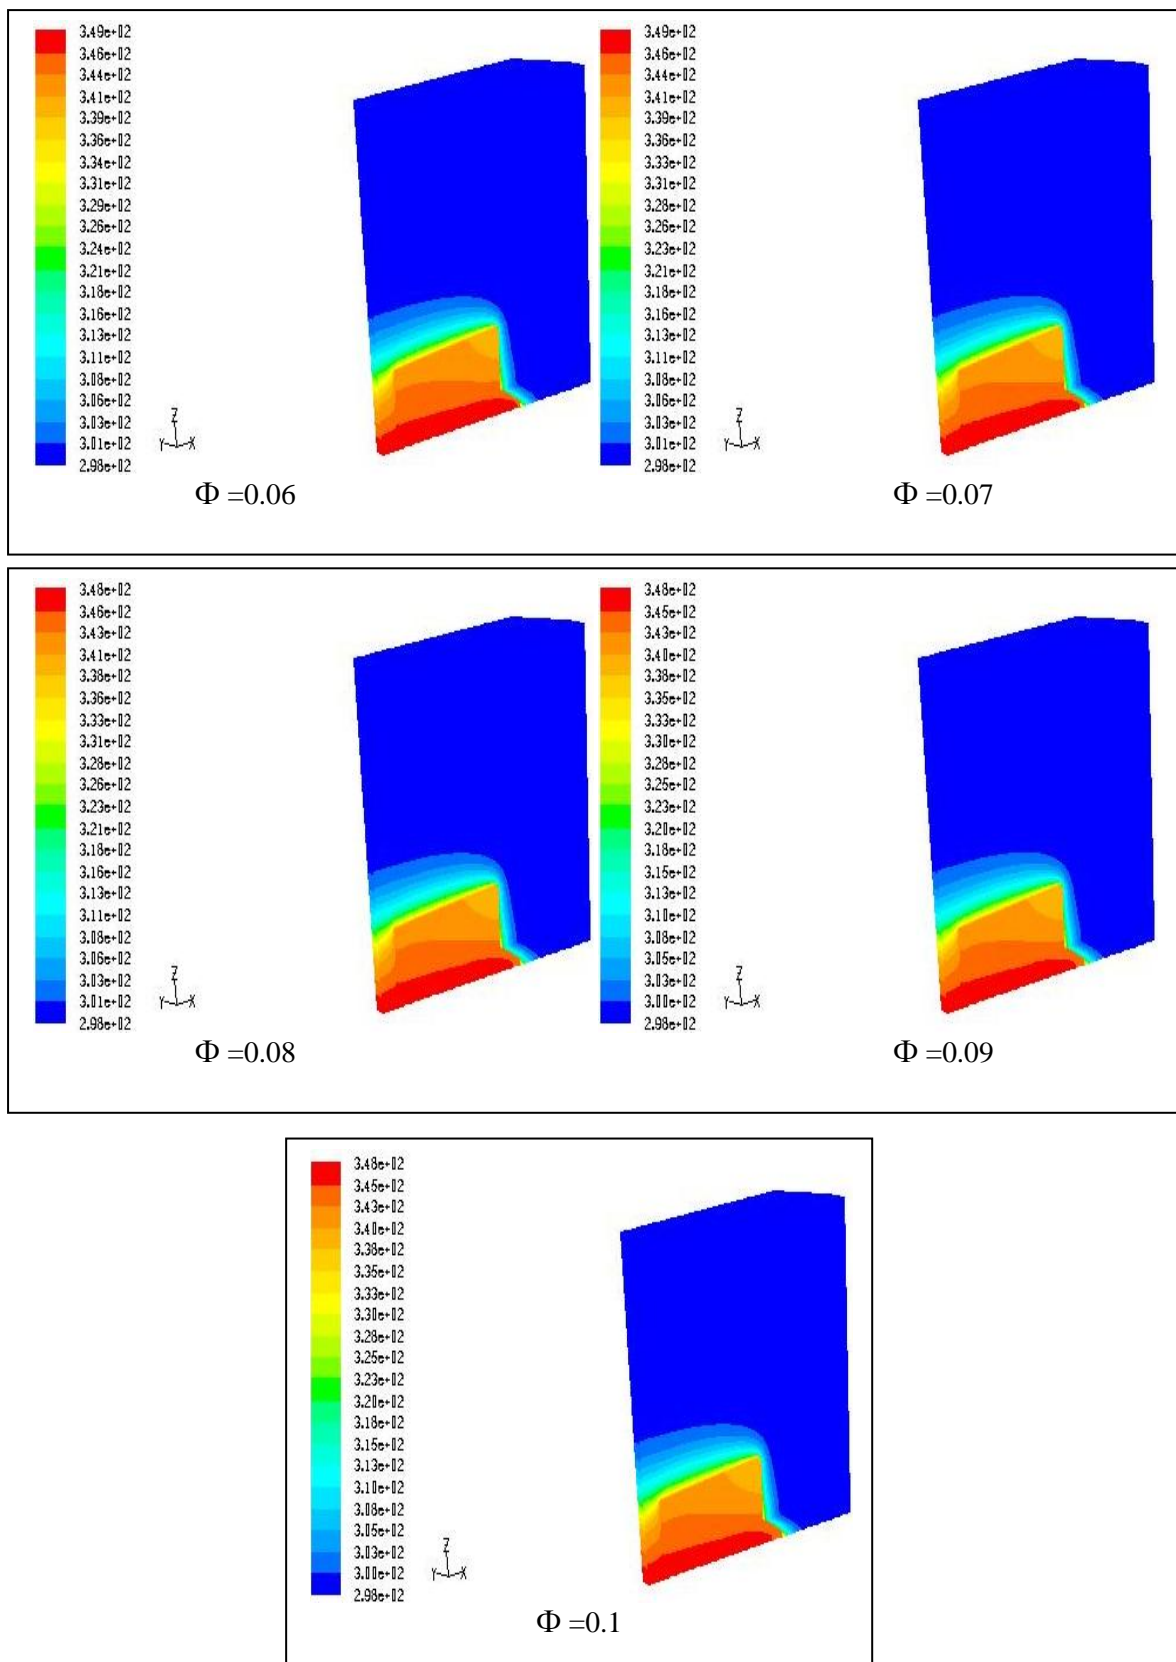 3.49e+02
3.46e+02
3.44e+02
3.41e+02
3.39e+02
3.36e+02
3.34e+02
3.31e+02
3.29e+02
3.26e+02
3.24e+02
3.21e+02
3.18e+02
3.16e+02
3.13e+02
3.11e+02
3.08e+02
3.06e+02
3.03e+02
3.01e+02
2.98e+02
Z
Y X
Φ =0.06
3.49e+02
3.46e+02
3.44e+02
3.41e+02
3.39e+02
3.36e+02
3.33e+02
3.31e+02
3.28e+02
3.26e+02
3.23e+02
3.21e+02
3.18e+02
3.16e+02
3.13e+02
3.11e+02
3.08e+02
3.06e+02
3.03e+02
3.01e+02
2.98e+02
Z
Y X
Φ =0.07
3.48e+02
3.46e+02
3.43e+02
3.41e+02
3.38e+02
3.36e+02
3.33e+02
3.31e+02
3.28e+02
3.26e+02
3.23e+02
3.21e+02
3.18e+02
3.16e+02
3.13e+02
3.11e+02
3.08e+02
3.06e+02
3.03e+02
3.01e+02
2.98e+02
Z
Y X
Φ =0.08
3.48e+02
3.45e+02
3.43e+02
3.40e+02
3.38e+02
3.35e+02
3.33e+02
3.30e+02
3.28e+02
3.25e+02
3.23e+02
3.20e+02
3.18e+02
3.15e+02
3.13e+02
3.10e+02
3.08e+02
3.05e+02
3.03e+02
3.00e+02
2.98e+02
Z
Y X
Φ =0.09
3.48e+02
3.45e+02
3.43e+02
3.40e+02
3.38e+02
3.35e+02
3.33e+02
3.30e+02
3.28e+02
3.25e+02
3.23e+02
3.20e+02
3.18e+02
3.15e+02
3.13e+02
3.10e+02
3.08e+02
3.05e+02
3.03e+02
3.00e+02
2.98e+02
Z
Y X
Φ =0.1